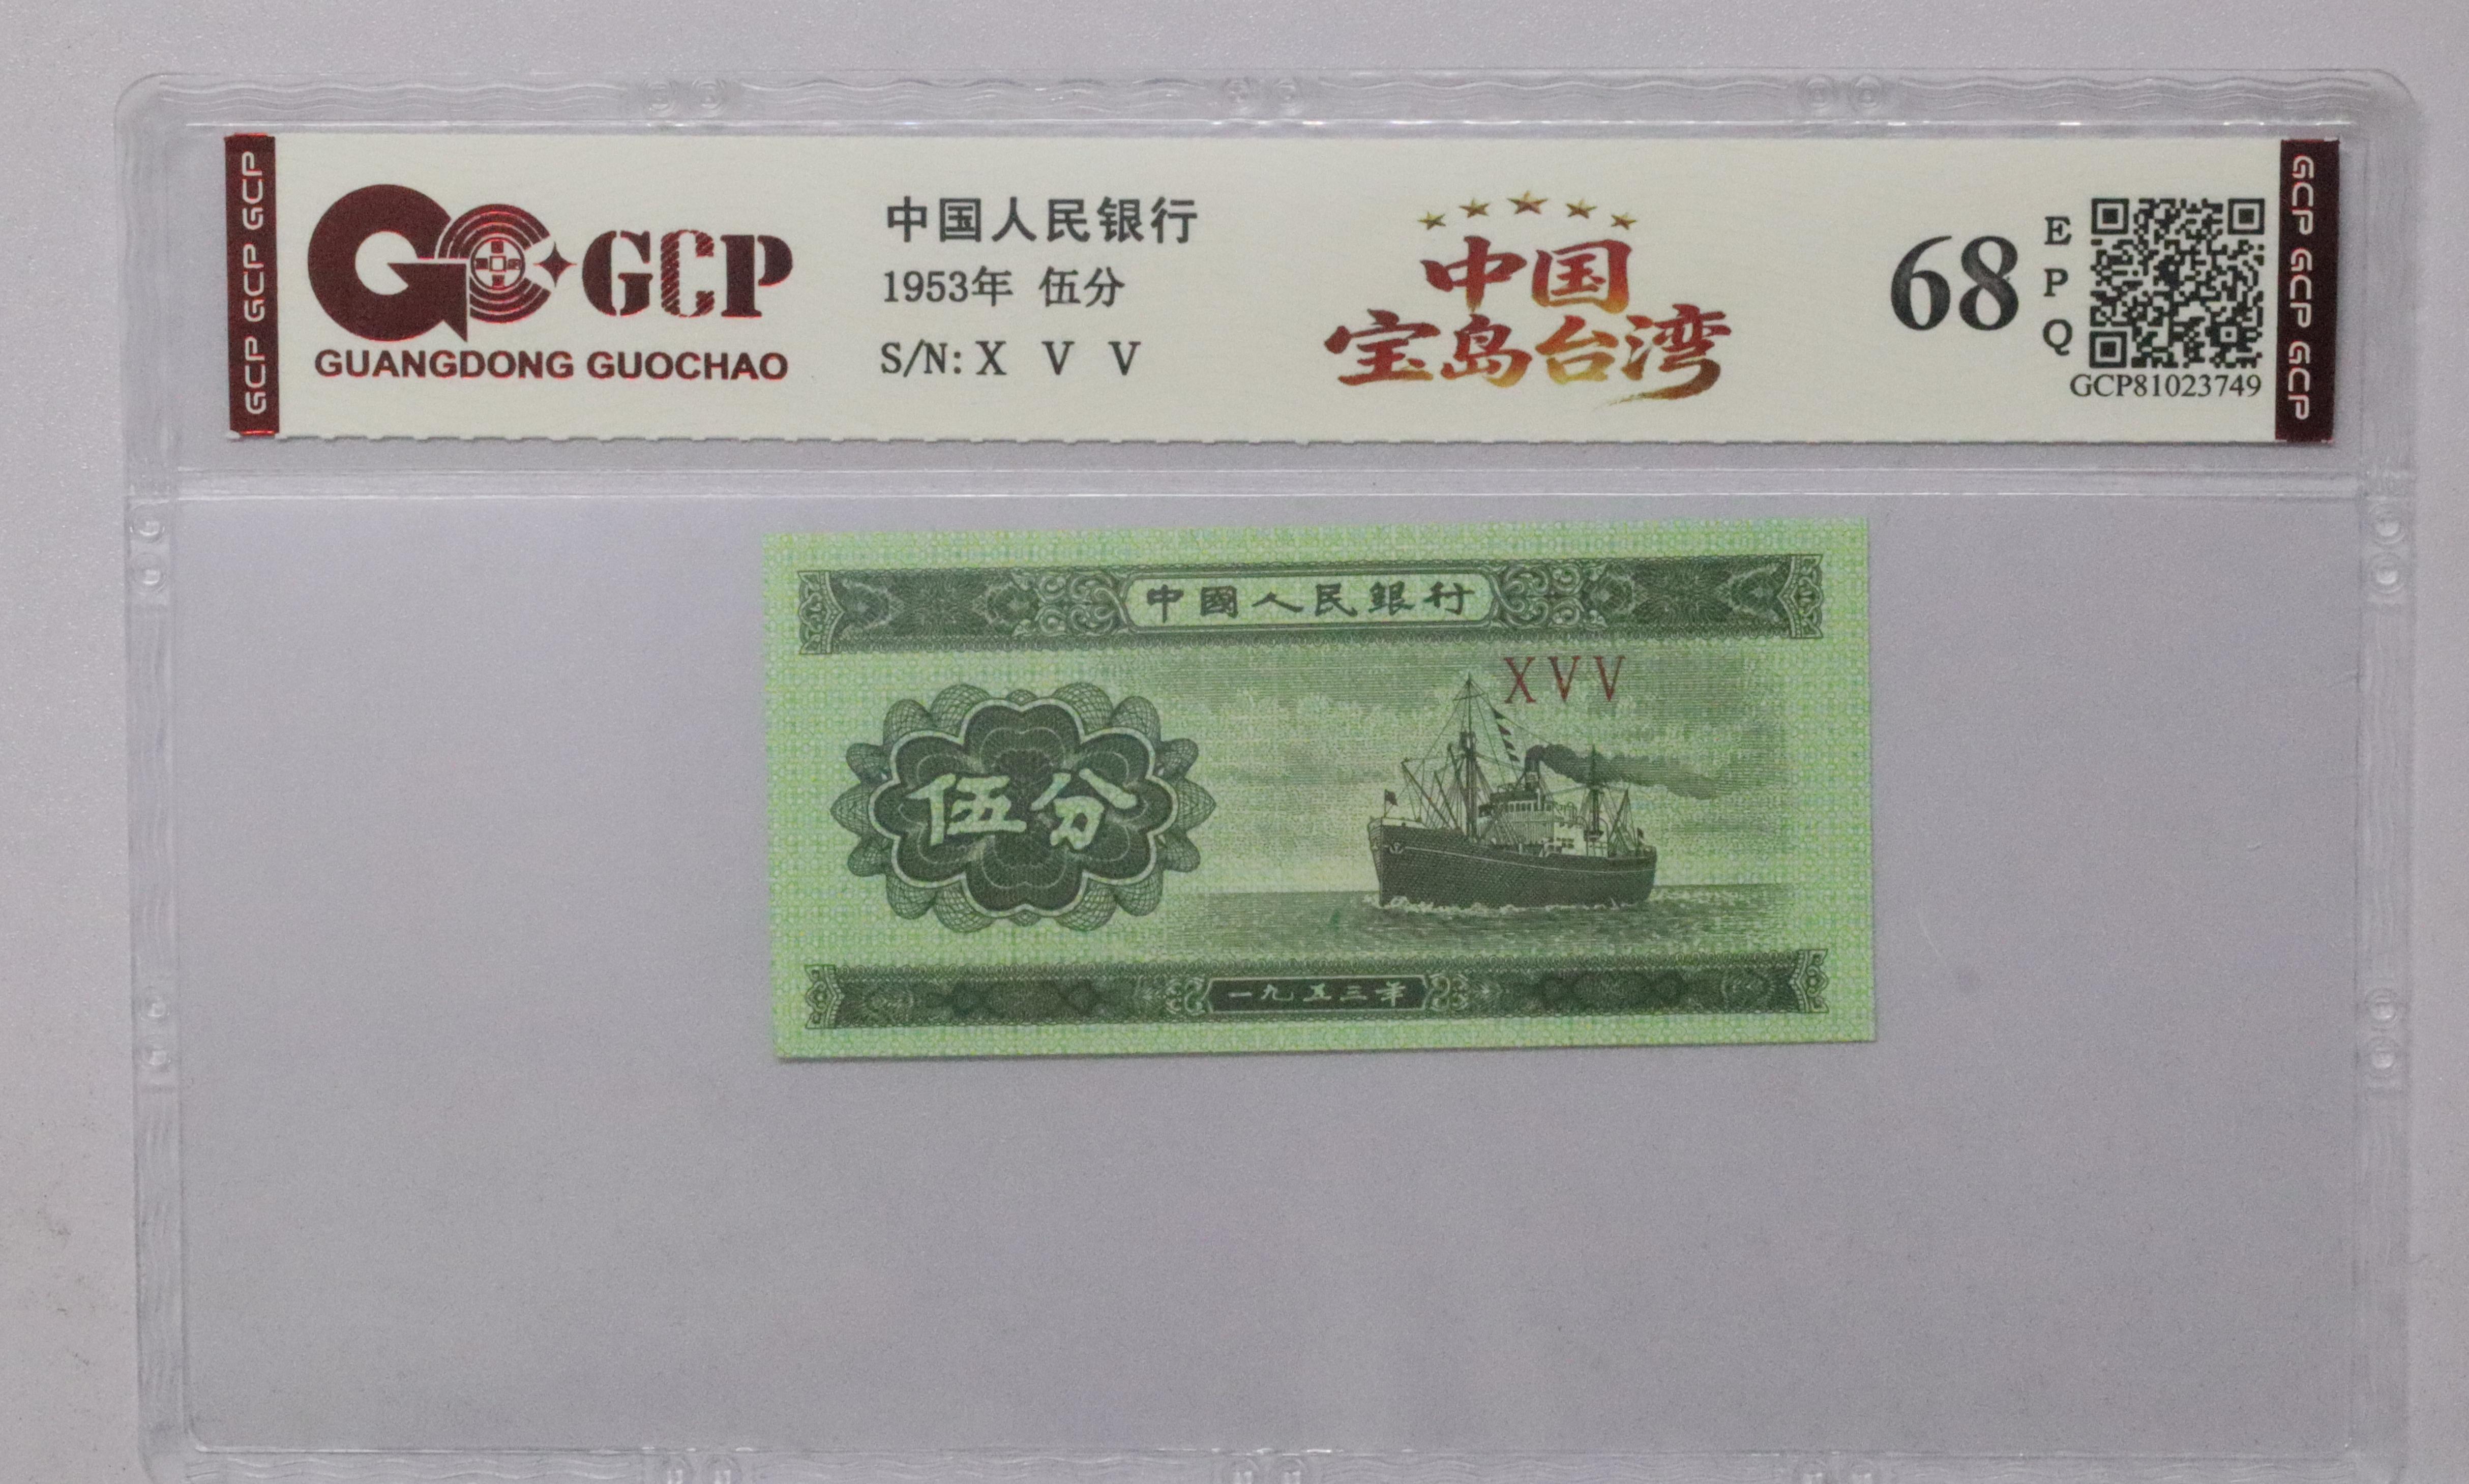 GCP GCP GCP
GCP
GUANGDONG GUOCHAO
中国人民银行
1953年 伍分
S/N: X V V
中国
宝岛台湾
68
E
P
Q
GCP81023749
GCP GCP GCP
中國人民銀行
XVV
伍分
一九五三年